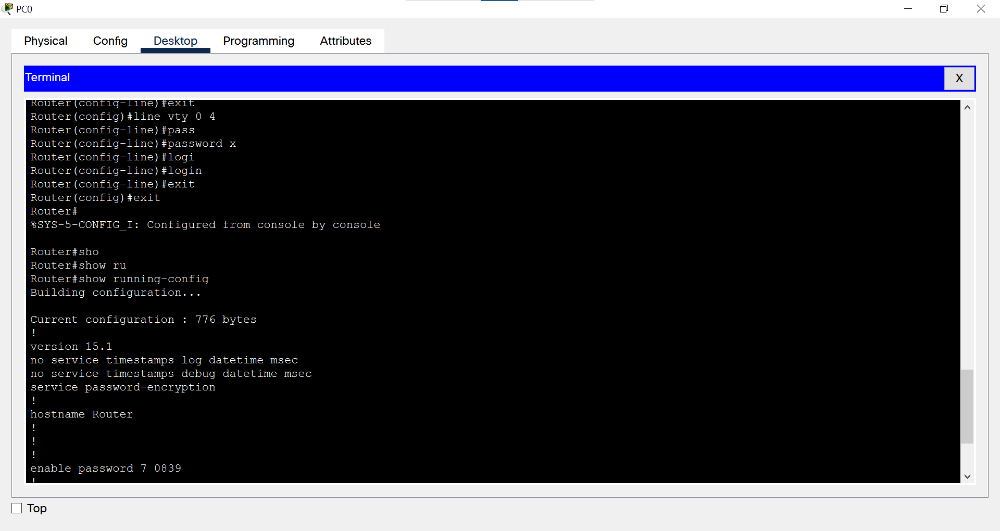 PC0
Physical Config Desktop Programming Attributes
Terminal
X
Router(config-line)#exit
Router(config)#line vty 0 4
Router(config-line)#pass
Router(config-line)#password x
Router(config-line)#logi
Router(config-line)#login
Router(config-line)#exit
Router(config)#exit
Router#
%SYS-5-CONFIG_I: Configured from console by console
Router#sho
Router#show ru
Router#show running-config
Building configuration...
Current configuration : 776 bytes
!
version 15.1
no service timestamps log datetime msec
no service timestamps debug datetime msec
service password-encryption
!
hostname Router
!
!
!
enable password 7 0839
!
Top